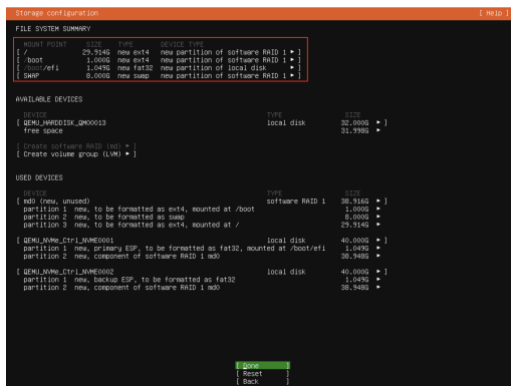 Storage configuration [ Help ]
FILE SYSTEM SUMMARY
MOUNT POINT SIZE TYPE DEVICE TYPE
[ / 29.914G new ext4 new partition of software RAID 1 ▸ ]
[ /boot 1.000G new ext4 new partition of software RAID 1 ▸ ]
[ /boot/efi 1.049G new fat32 new partition of local disk ▸ ]
[ SWAP 8.000G new swap new partition of software RAID 1 ▸ ]
AVAILABLE DEVICES
DEVICE TYPE SIZE
[ QEMU_HARDDISK_QM00013 local disk 32.000G ▸ ]
free space 31.998G ▸
[ Create software RAID (md) ▸ ]
[ Create volume group (LVM) ▸ ]
USED DEVICES
DEVICE TYPE SIZE
[ md0 (new, unused) software RAID 1 38.916G ▸ ]
partition 1 new, to be formatted as ext4, mounted at /boot 1.000G ▸
partition 2 new, to be formatted as swap 8.000G ▸
partition 3 new, to be formatted as ext4, mounted at / 29.914G ▸
[ QEMU_NVMe_Ctrl_NVME0001 local disk 40.000G ▸ ]
partition 1 new, primary ESP, to be formatted as fat32, mounted at /boot/efi 1.049G ▸
partition 2 new, component of software RAID 1 md0 38.948G ▸
[ QEMU_NVMe_Ctrl_NVME0002 local disk 40.000G ▸ ]
partition 1 new, backup ESP, to be formatted as fat32 1.049G ▸
partition 2 new, component of software RAID 1 md0 38.948G ▸
[ Done ]
[ Reset ]
[ Back ]